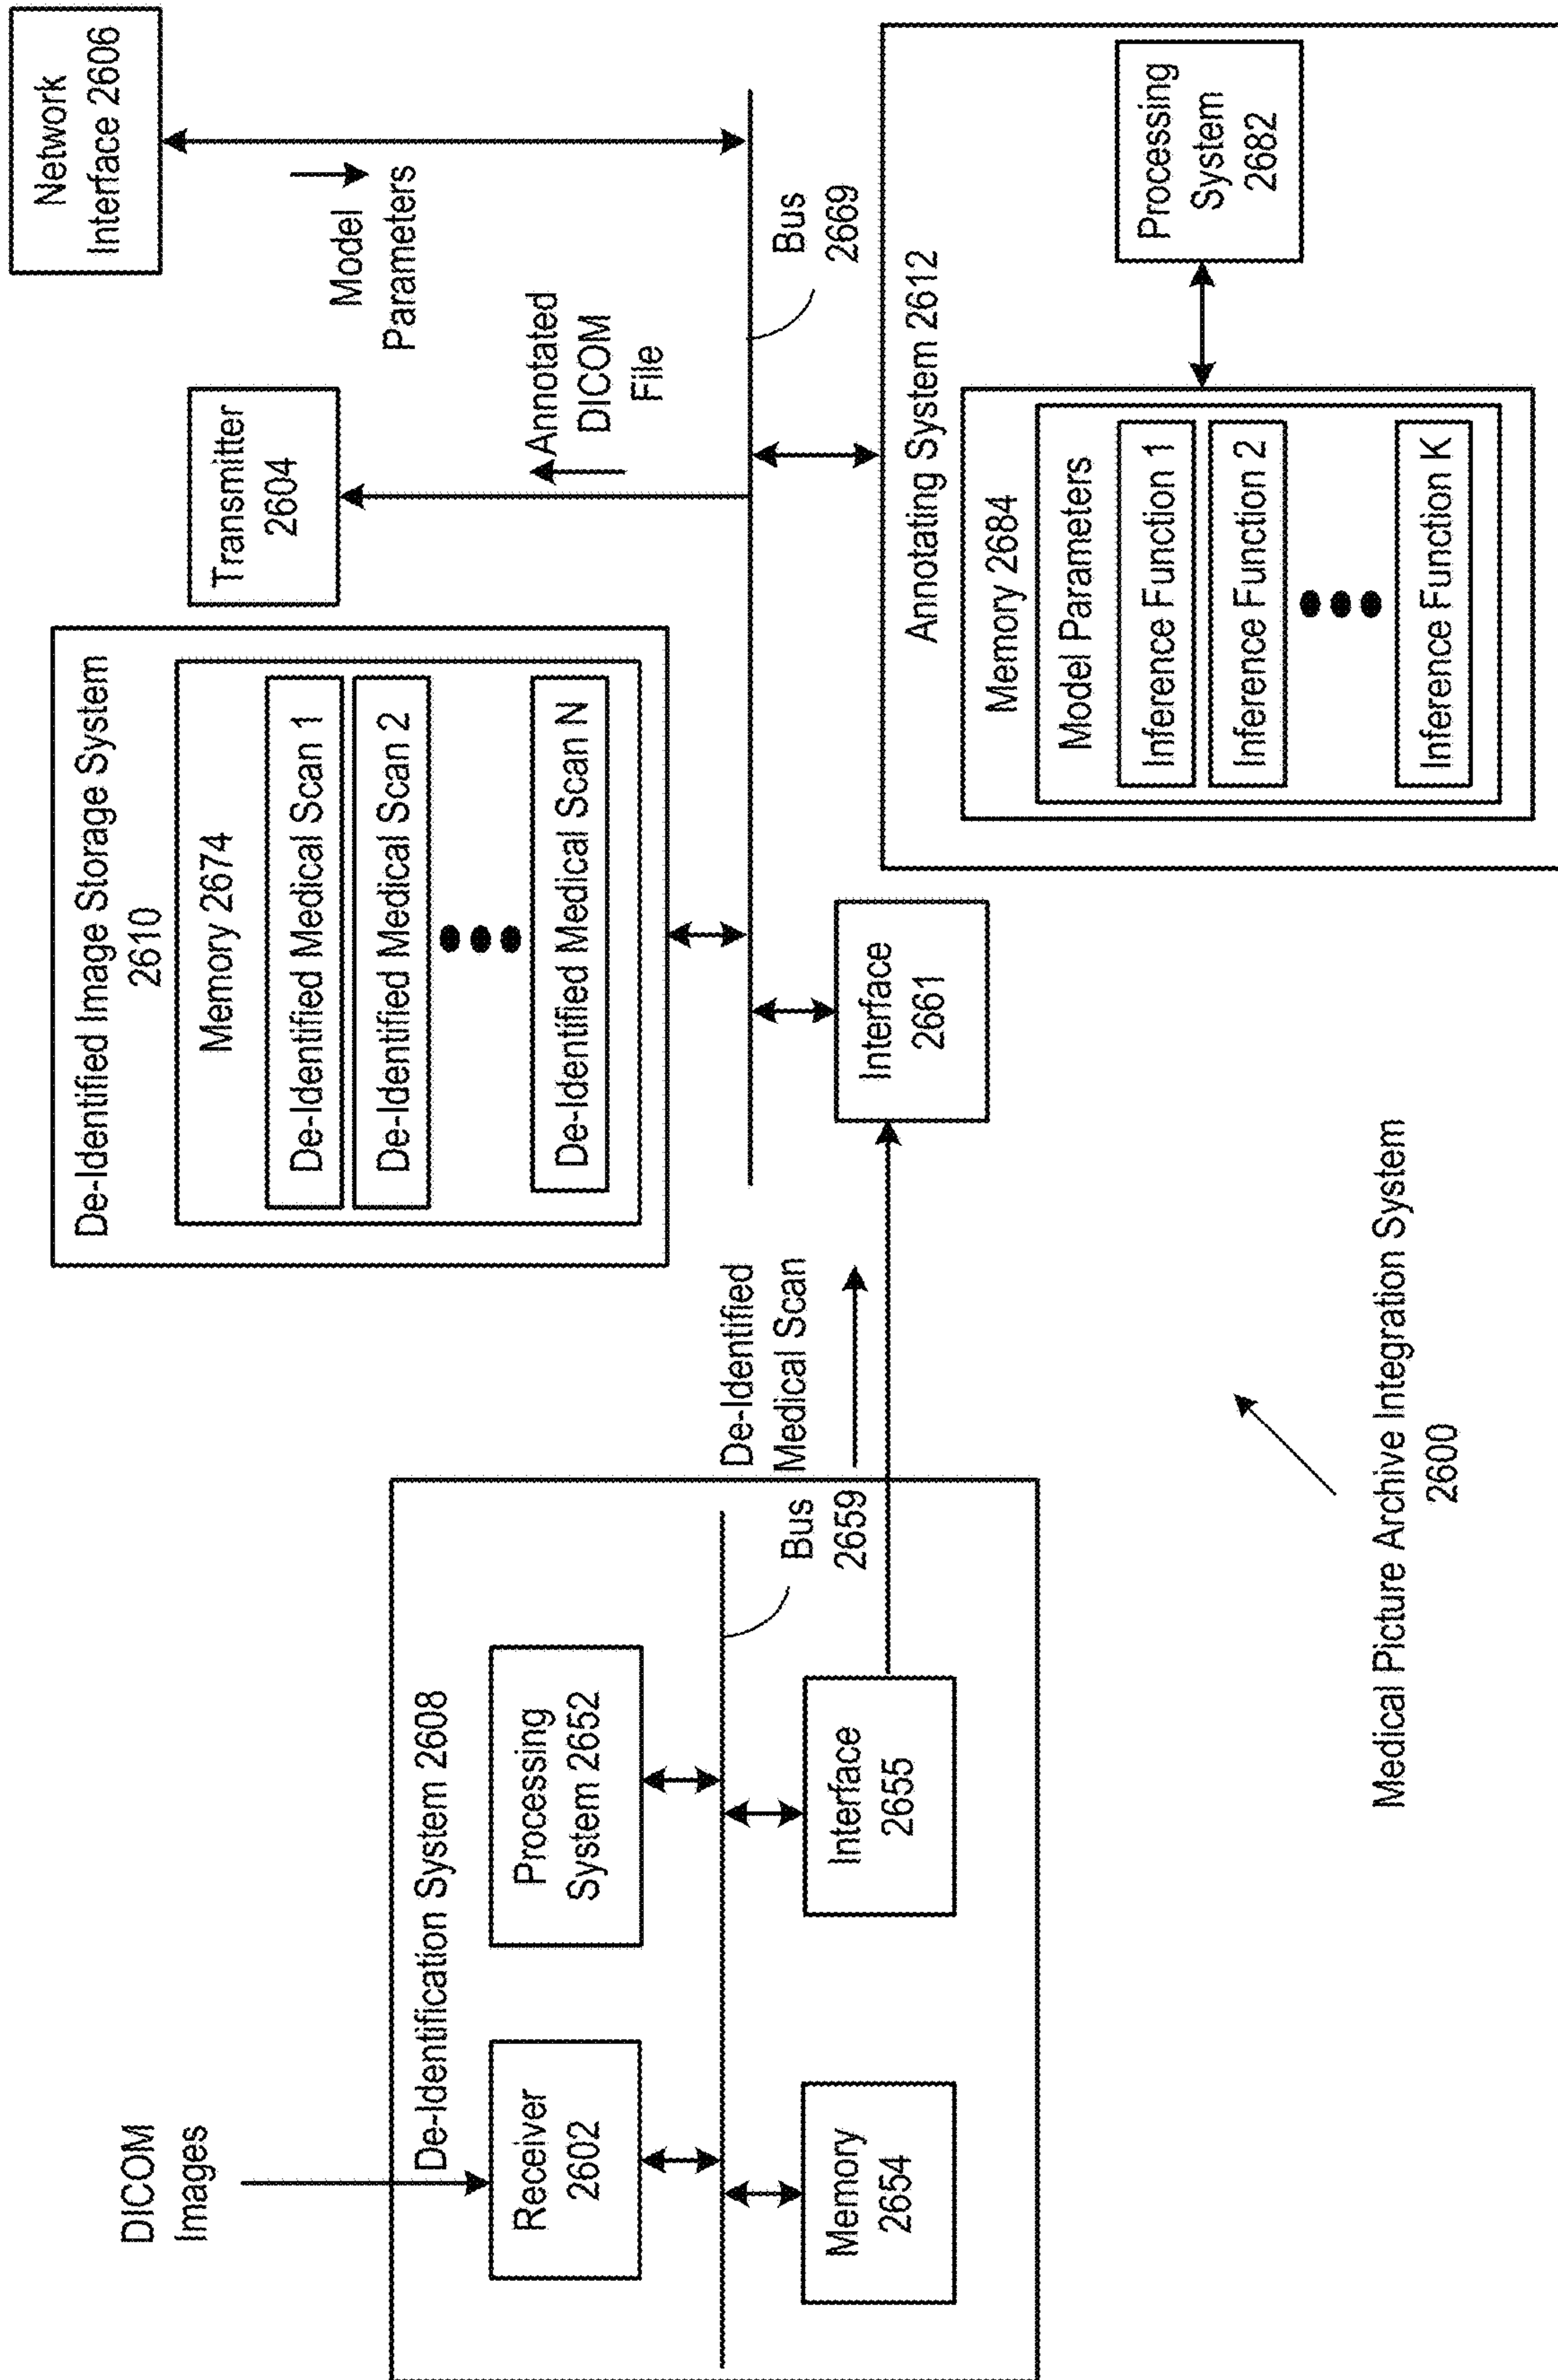 DICOM
Images
De-Identification System 2608
Receiver
2602
Processing
System 2652
Memory
2654
Interface
2655
Bus
2659
De-Identified
Medical Scan
De-Identified Image Storage System
2610
Memory 2674
De-Identified Medical Scan 1
De-Identified Medical Scan 2
De-Identified Medical Scan N
Interface
2661
Transmitter
2604
Annotated
DICOM
File
Network
Interface 2606
Model
Parameters
Bus
2669
Annotating System 2612
Memory 2684
Model Parameters
Inference Function 1
Inference Function 2
Inference Function K
Processing
System
2682
Medical Picture Archive Integration System
2600